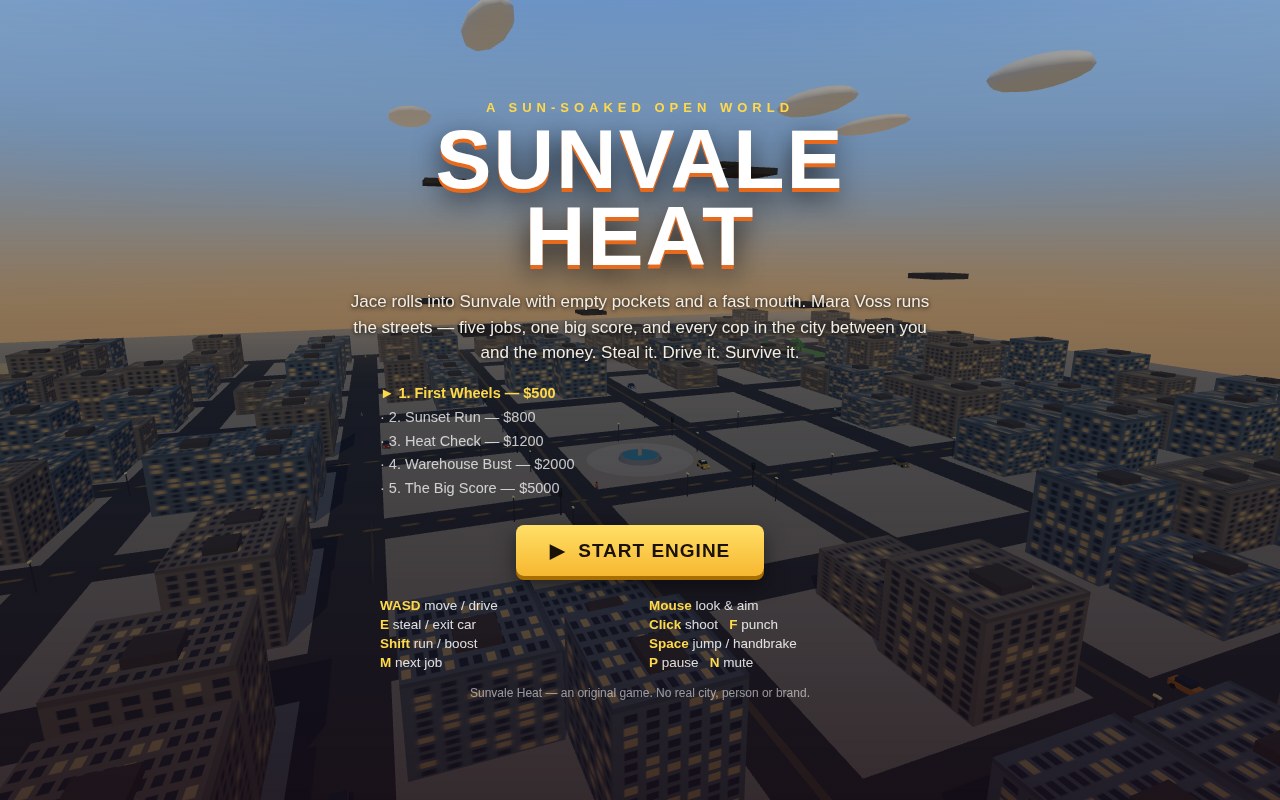 A SUN-SOAKED OPEN WORLD
SUNVALE
HEAT
Jace rolls into Sunvale with empty pockets and a fast mouth. Mara Voss runs
the streets — five jobs, one big score, and every cop in the city between you
and the money. Steal it. Drive it. Survive it.
► 1. First Wheels — $500
· 2. Sunset Run — $800
· 3. Heat Check — $1200
· 4. Warehouse Bust — $2000
· 5. The Big Score — $5000
▶ START ENGINE
WASD move / drive
Mouse look & aim
E steal / exit car
Click shoot F punch
Shift run / boost
Space jump / handbrake
M next job
P pause N mute
Sunvale Heat — an original game. No real city, person or brand.